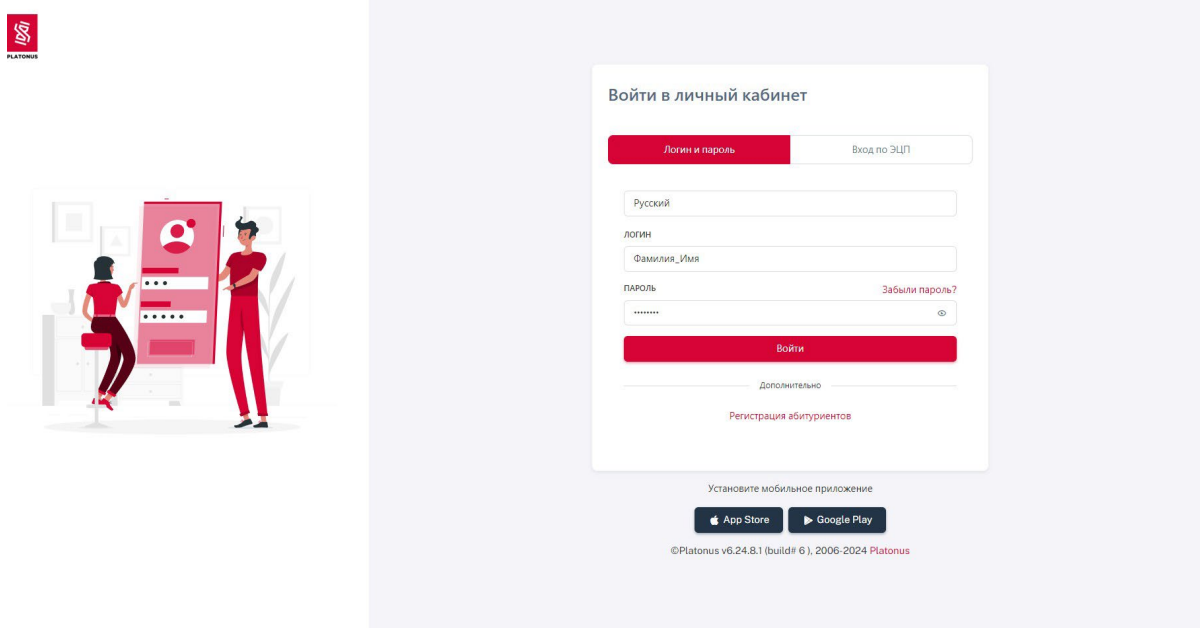 PLATONUS
Войти в личный кабинет
Логин и пароль
Вход по ЭЦП
Русский
ЛОГИН
Фамилия_Имя
ПАРОЛЬ
Забыли пароль?
••••••••
Войти
Дополнительно
Регистрация абитуриентов
Установите мобильное приложение
App Store
Google Play
©Platonus v6.24.8.1 (build# 6 ), 2006-2024 Platonus